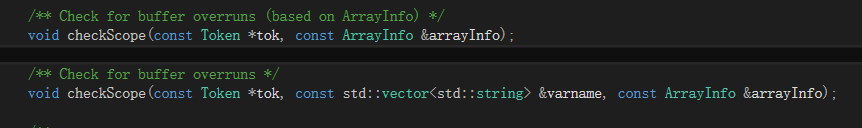 /** Check for buffer overruns (based on ArrayInfo) */
void checkScope(const Token *tok, const ArrayInfo &arrayInfo);
/** Check for buffer overruns */
void checkScope(const Token *tok, const std::vector<std::string> &varname, const ArrayInfo &arrayInfo);